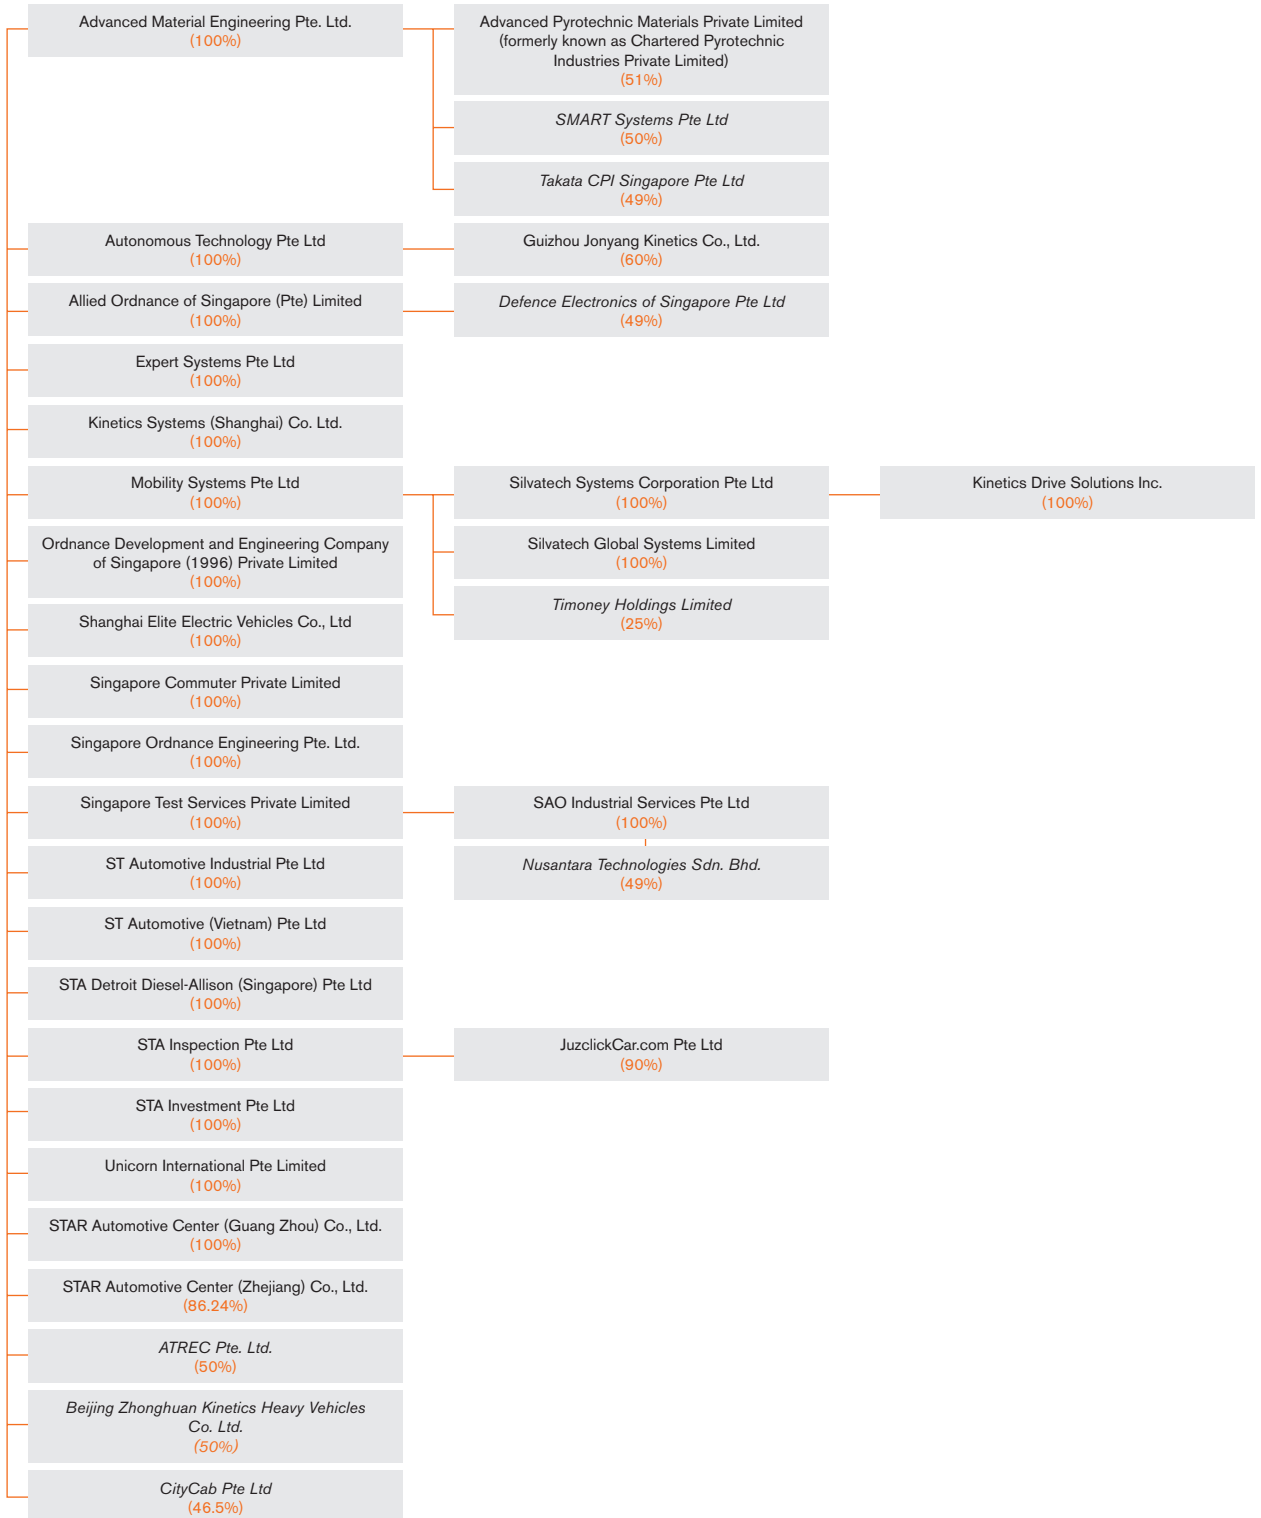 Advanced Material Engineering Pte. Ltd.
(100%)
Advanced Pyrotechnic Materials Private Limited
(formerly known as Chartered Pyrotechnic
Industries Private Limited)
(51%)
SMART Systems Pte Ltd
(50%)
Takata CPI Singapore Pte Ltd
(49%)
Autonomous Technology Pte Ltd
(100%)
Guizhou Jonyang Kinetics Co., Ltd.
(60%)
Allied Ordnance of Singapore (Pte) Limited
(100%)
Defence Electronics of Singapore Pte Ltd
(49%)
Expert Systems Pte Ltd
(100%)
Kinetics Systems (Shanghai) Co. Ltd.
(100%)
Mobility Systems Pte Ltd
(100%)
Silvatech Systems Corporation Pte Ltd
(100%)
Kinetics Drive Solutions Inc.
(100%)
Silvatech Global Systems Limited
(100%)
Timoney Holdings Limited
(25%)
Ordnance Development and Engineering Company
of Singapore (1996) Private Limited
(100%)
Shanghai Elite Electric Vehicles Co., Ltd
(100%)
Singapore Commuter Private Limited
(100%)
Singapore Ordnance Engineering Pte. Ltd.
(100%)
Singapore Test Services Private Limited
(100%)
SAO Industrial Services Pte Ltd
(100%)
Nusantara Technologies Sdn. Bhd.
(49%)
ST Automotive Industrial Pte Ltd
(100%)
ST Automotive (Vietnam) Pte Ltd
(100%)
STA Detroit Diesel-Allison (Singapore) Pte Ltd
(100%)
STA Inspection Pte Ltd
(100%)
JuzclickCar.com Pte Ltd
(90%)
STA Investment Pte Ltd
(100%)
Unicorn International Pte Limited
(100%)
STAR Automotive Center (Guang Zhou) Co., Ltd.
(100%)
STAR Automotive Center (Zhejiang) Co., Ltd.
(86.24%)
ATREC Pte. Ltd.
(50%)
Beijing Zhonghuan Kinetics Heavy Vehicles
Co. Ltd.
(50%)
CityCab Pte Ltd
(46.5%)